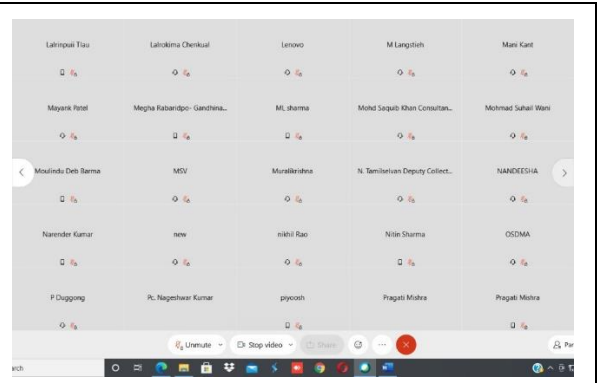 Lalrinpuii Tlau
Lalrokima Chenkual
Lenovo
M Langstieh
Mani Kant
Mayank Patel
Megha Rabaridpo- Gandhina...
ML sharma
Mohd Saquib Khan Consultan...
Mohmad Suhail Wani
Moulindu Deb Barma
MSV
Muralikrishna
N. Tamilselvan Deputy Collect...
NANDEESHA
Narender Kumar
new
nikhil Rao
Nitin Sharma
OSDMA
P Duggong
Pc. Nageshwar Kumar
piyoosh
Pragati Mishra
Pragati Mishra
Unmute
Stop video
Share
Par
rch